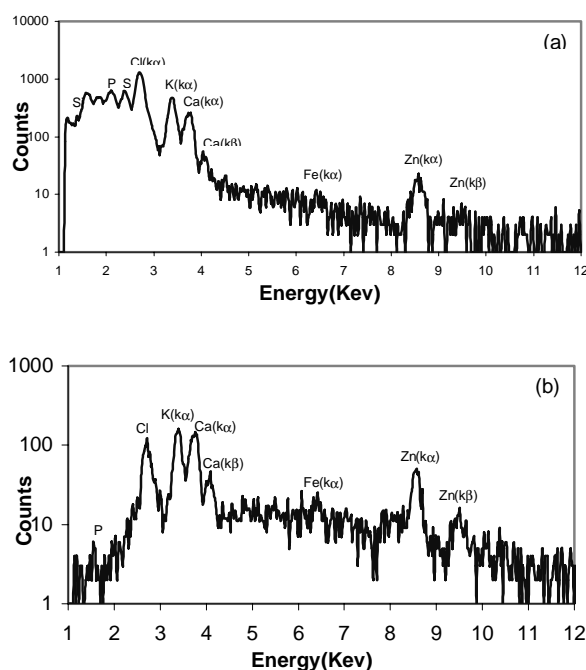 10000
(a)
Cl(kα)
1000
S P S K(kα)
Ca(kα)
100
Ca(kβ)
Counts
Fe(kα) Zn(kα)
Zn(kβ)
10
1
1 2 3 4 5 6 7 8 9 10 11 12
Energy(Kev)
1000
(b)
K(kα)
Cl Ca(kα)
100
Ca(kβ)
Zn(kα)
Counts
Fe(kα)
Zn(kβ)
P
10
1
1 2 3 4 5 6 7 8 9 10 11 12
Energy(Kev)